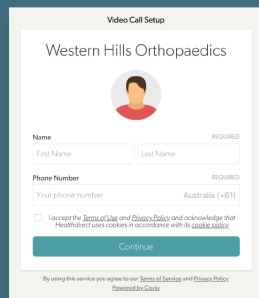 Video Call Setup
Western Hills Orthopaedics
Name REQUIRED
First Name Last Name
Phone Number REQUIRED
Your phone number Australia (+61)
I accept the Terms of Use and Privacy Policy and acknowledge that
Healthdirect uses cookies in accordance with its cookie policy
Continue
By using this service you agree to our Terms of Service and Privacy Policy
Powered by Coviu